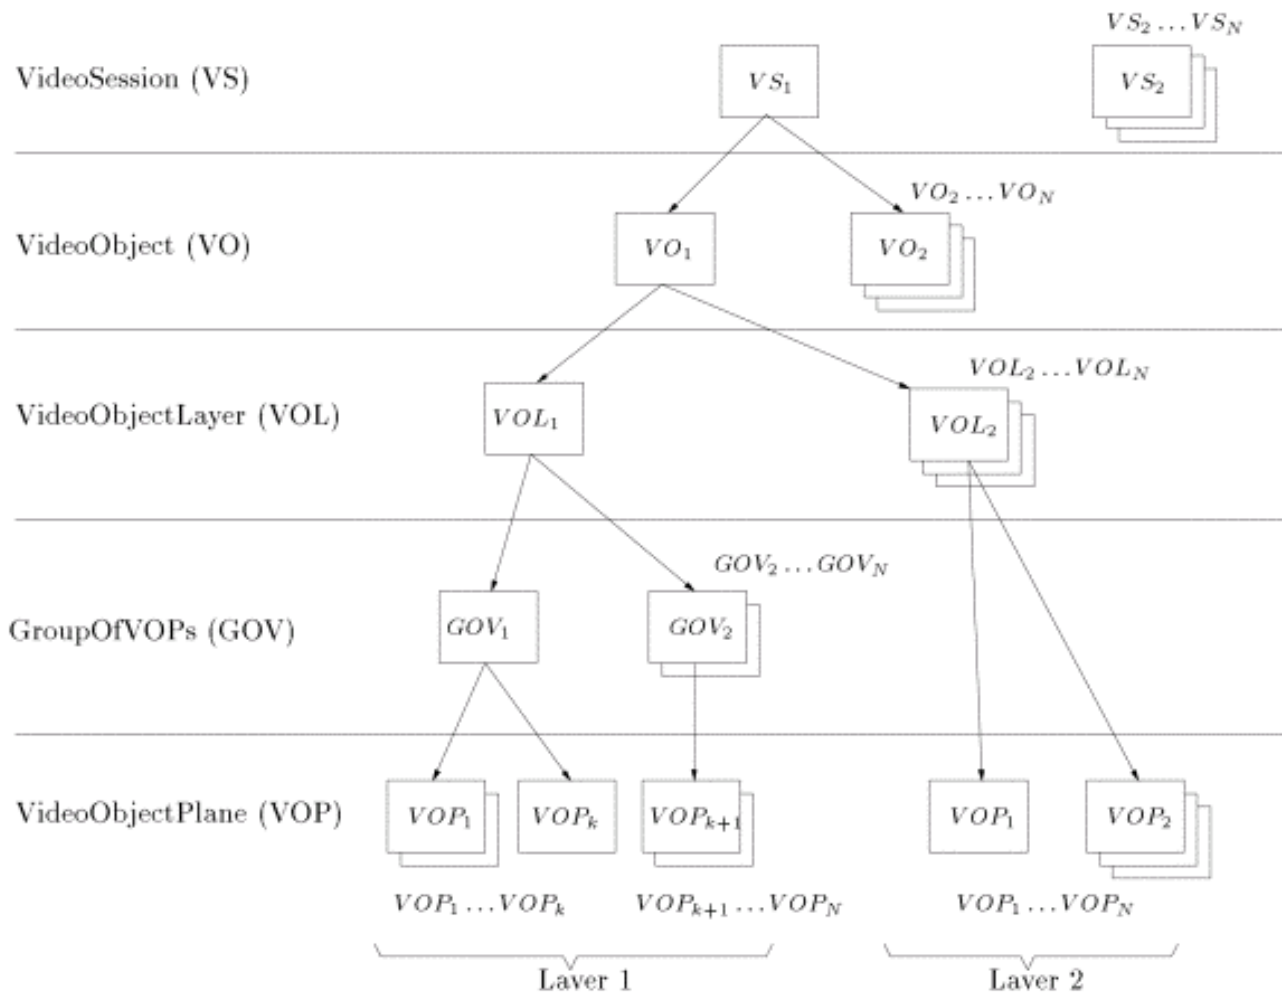 VS₂ … VS_N
VideoSession (VS)
VS₁
VS₂
VO₂ … VO_N
VideoObject (VO)
VO₁
VO₂
VOL₂ … VOL_N
VideoObjectLayer (VOL)
VOL₁
VOL₂
GOV₂ … GOV_N
GroupOfVOPs (GOV)
GOV₁
GOV₂
VideoObjectPlane (VOP)
VOP₁
VOP_k
VOP_{k+1}
VOP₁
VOP₂
VOP₁ … VOP_k
VOP_{k+1} … VOP_N
VOP₁ … VOP_N
Layer 1
Layer 2